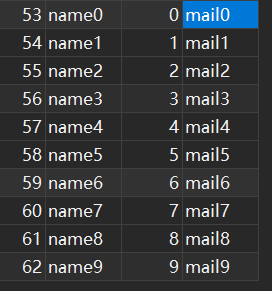 53 name0 0 mail0
54 name1 1 mail1
55 name2 2 mail2
56 name3 3 mail3
57 name4 4 mail4
58 name5 5 mail5
59 name6 6 mail6
60 name7 7 mail7
61 name8 8 mail8
62 name9 9 mail9